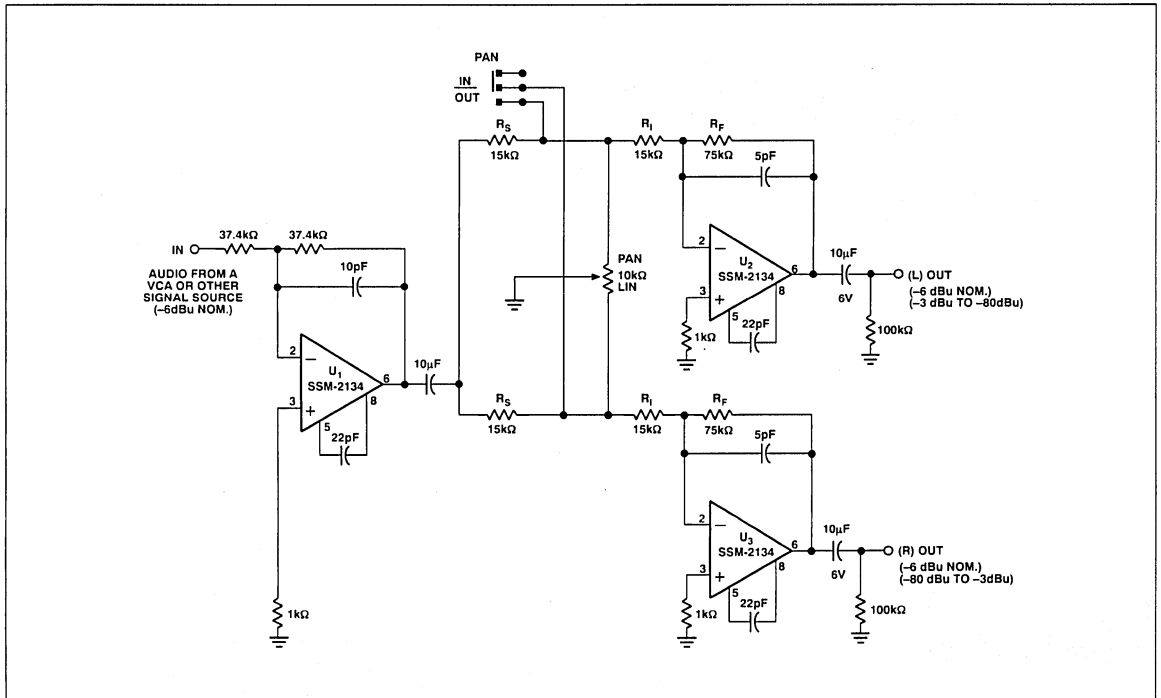 PAN
IN
OUT
RS
15kΩ
RI
15kΩ
RF
75kΩ
5pF
37.4kΩ
37.4kΩ
IN
AUDIO FROM A
VCA OR OTHER
SIGNAL SOURCE
(–6dBu NOM.)
10pF
2
3
U1
SSM-2134
6
5
8
22pF
1kΩ
10µF
PAN
10kΩ
LIN
2
3
U2
SSM-2134
6
5
8
22pF
1kΩ
10µF
6V
(L) OUT
(–6 dBu NOM.)
(–3 dBu TO –80dBu)
100kΩ
RS
15kΩ
RI
15kΩ
RF
75kΩ
5pF
2
3
U3
SSM-2134
6
5
8
22pF
1kΩ
10µF
6V
(R) OUT
(–6 dBu NOM.)
(–80 dBu TO –3dBu)
100kΩ